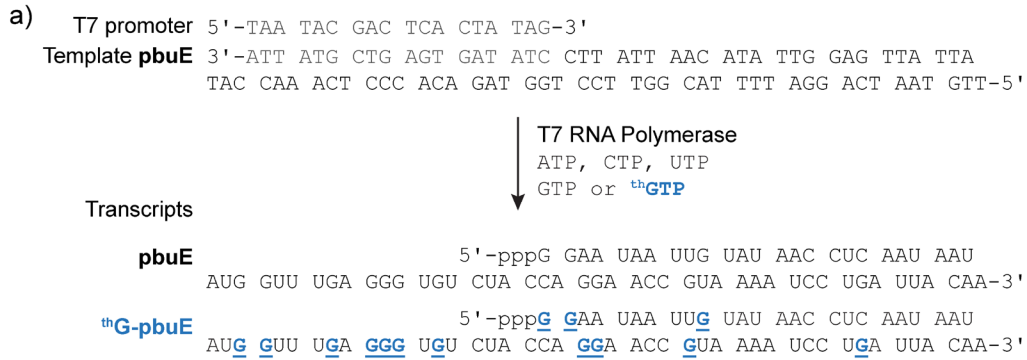 a)
T7 promoter 5'-TAA TAC GAC TCA CTA TAG-3'
Template pbuE 3'-ATT ATG CTG AGT GAT ATC CTT ATT AAC ATA TTG GAG TTA TTA
TAC CAA ACT CCC ACA GAT GGT CCT TGG CAT TTT AGG ACT AAT GTT-5'
T7 RNA Polymerase
ATP, CTP, UTP
GTP or thGTP
Transcripts
pbuE 5'-pppG GAA UAA UUG UAU AAC CUC AAU AAU
AUG GUU UGA GGG UGU CUA CCA GGA ACC GUA AAA UCC UGA UUA CAA-3'
thG-pbuE 5'-pppG GAA UAA UUG UAU AAC CUC AAU AAU
AUG GUU UGA GGG UGU CUA CCA GGA ACC GUA AAA UCC UGA UUA CAA-3'